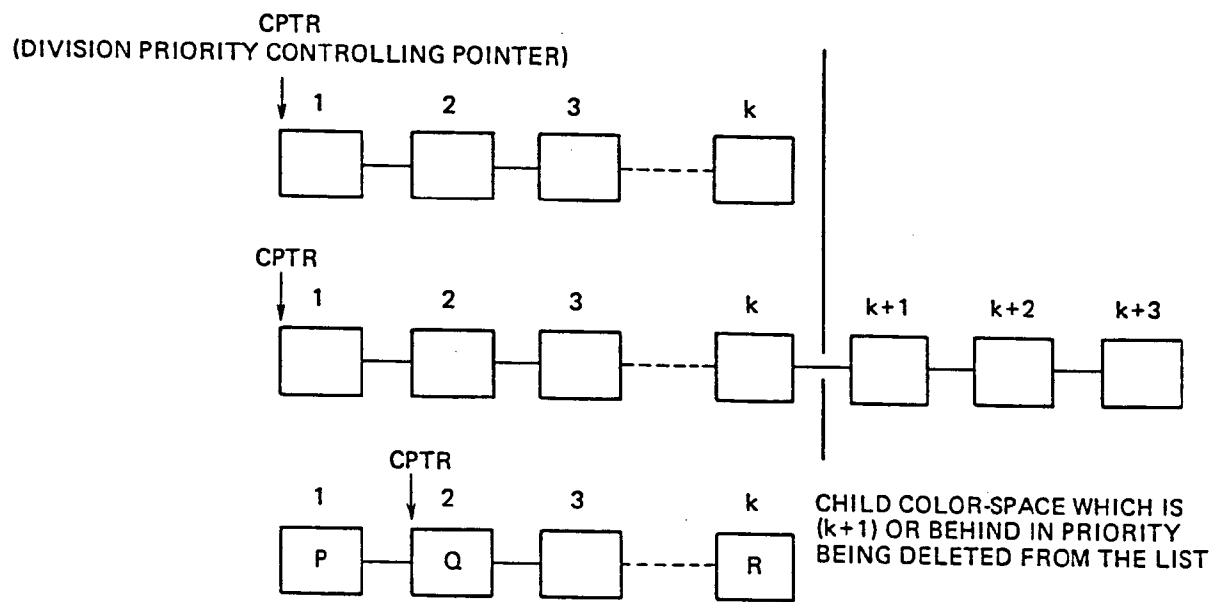 CPTR
(DIVISION PRIORITY CONTROLLING POINTER)
1 2 3 k
CPTR
1 2 3 k k+1 k+2 k+3
CPTR
1 2 3 k
P Q R
CHILD COLOR-SPACE WHICH IS
(k+1) OR BEHIND IN PRIORITY
BEING DELETED FROM THE LIST